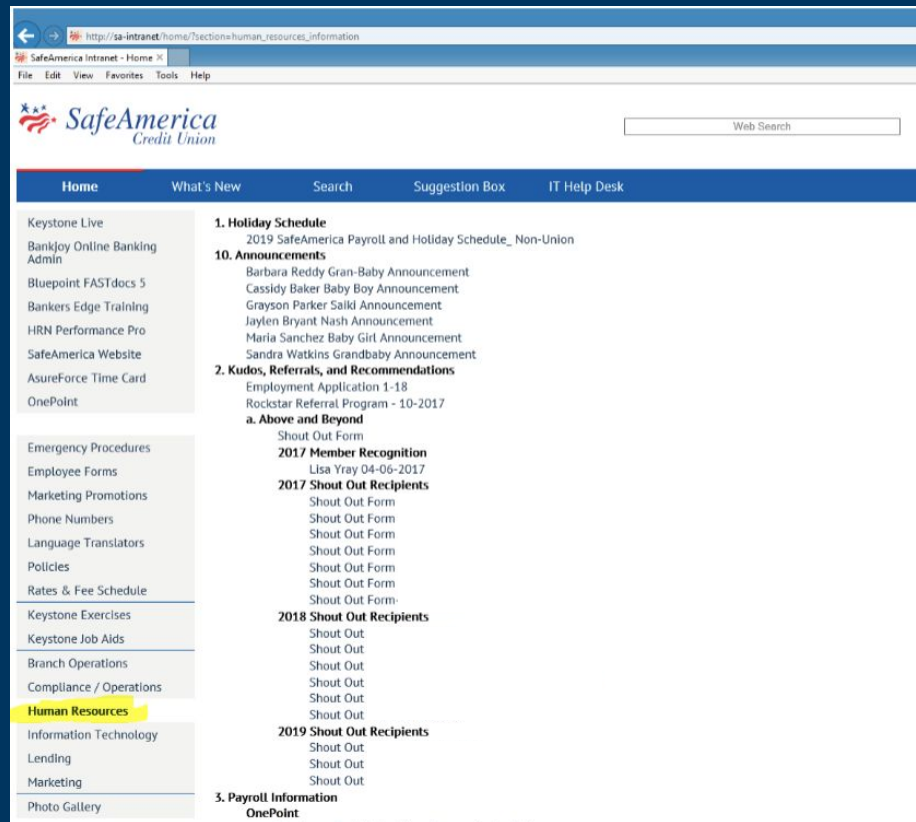 http://sa-intranet/home/?section=human_resources_information
SafeAmerica Intranet - Home
File Edit View Favorites Tools Help
SafeAmerica
Credit Union
Web Search
Home What's New Search Suggestion Box IT Help Desk
Keystone Live
Bankjoy Online Banking
Admin
Bluepoint FASTdocs 5
Bankers Edge Training
HRN Performance Pro
SafeAmerica Website
AsureForce Time Card
OnePoint
Emergency Procedures
Employee Forms
Marketing Promotions
Phone Numbers
Language Translators
Policies
Rates & Fee Schedule
Keystone Exercises
Keystone Job Aids
Branch Operations
Compliance / Operations
Human Resources
Information Technology
Lending
Marketing
Photo Gallery
1. Holiday Schedule
2019 SafeAmerica Payroll and Holiday Schedule_ Non-Union
10. Announcements
Barbara Reddy Gran-Baby Announcement
Cassidy Baker Baby Boy Announcement
Grayson Parker Saiki Announcement
Jaylen Bryant Nash Announcement
Maria Sanchez Baby Girl Announcement
Sandra Watkins Grandbaby Announcement
2. Kudos, Referrals, and Recommendations
Employment Application 1-18
Rockstar Referral Program - 10-2017
a. Above and Beyond
Shout Out Form
2017 Member Recognition
Lisa Yray 04-06-2017
2017 Shout Out Recipients
Shout Out Form
Shout Out Form
Shout Out Form
Shout Out Form
Shout Out Form
Shout Out Form
Shout Out Form
2018 Shout Out Recipients
Shout Out
Shout Out
Shout Out
Shout Out
Shout Out
Shout Out
2019 Shout Out Recipients
Shout Out
Shout Out
Shout Out
3. Payroll Information
OnePoint